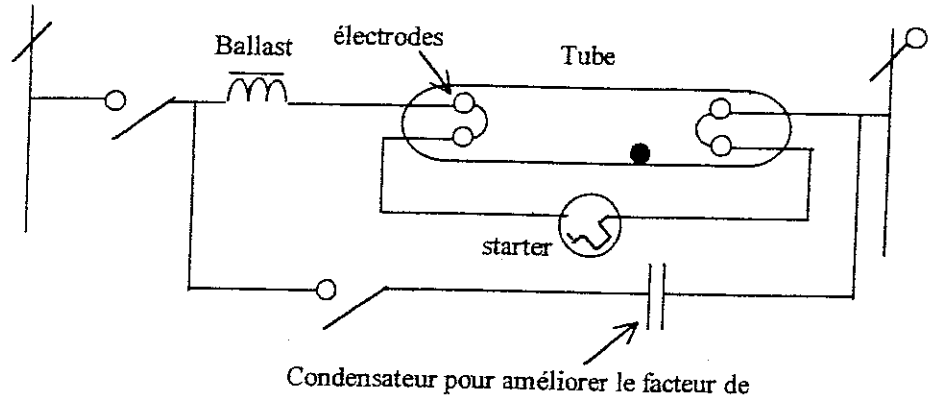 Ballast
électrodes
Tube
starter
Condensateur pour améliorer le facteur de